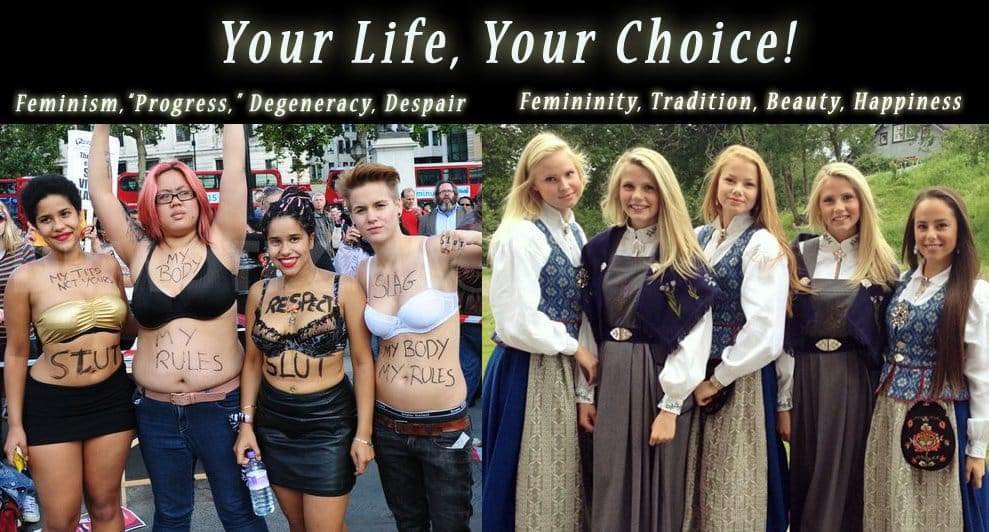 Your Life, Your Choice!
Feminism, "Progress," Degeneracy, Despair
Femininity, Tradition, Beauty, Happiness
MY TITS
NOT YOURS
SLUT
MY
BODY
MY
RULES
RESPECT
SLUT
SLUT
SLAG
MY BODY
MY RULES